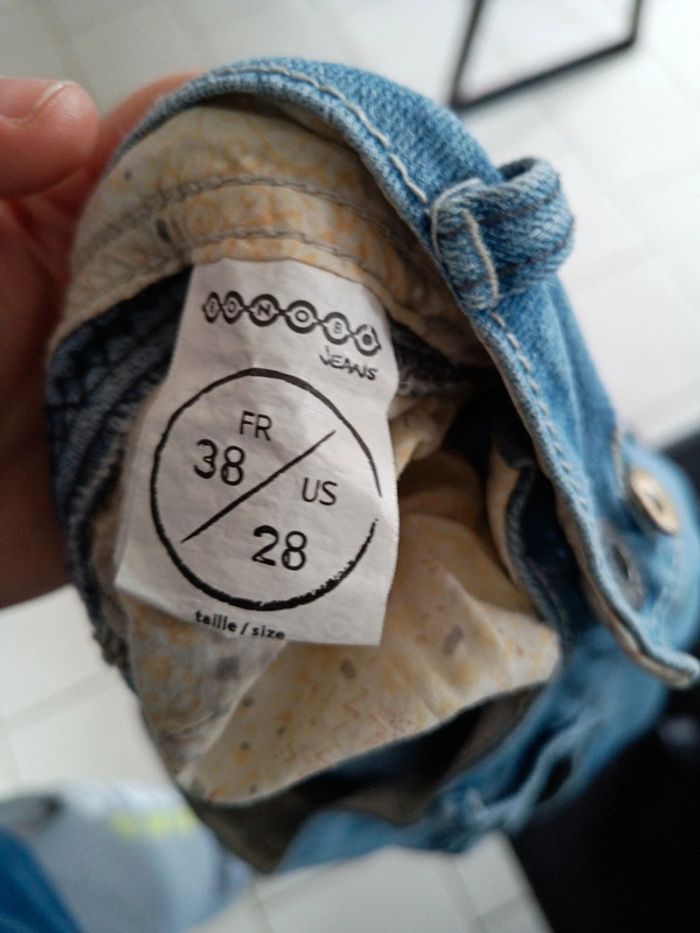 BONOBO
JEANS
FR
38
US
28
taille / size